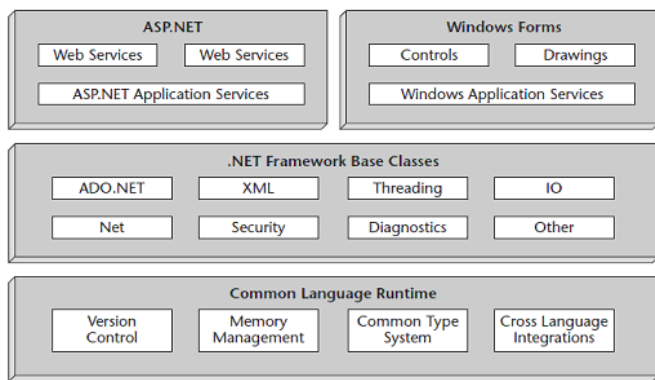 ASP.NET
Web Services
Web Services
ASP.NET Application Services
Windows Forms
Controls
Drawings
Windows Application Services
.NET Framework Base Classes
ADO.NET
XML
Threading
IO
Net
Security
Diagnostics
Other
Common Language Runtime
Version
Control
Memory
Management
Common Type
System
Cross Language
Integrations